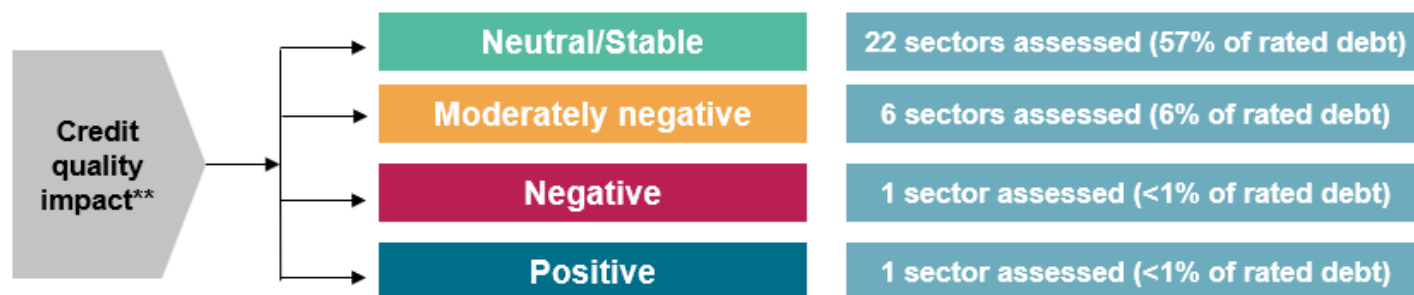 Credit
quality
impact**
Neutral/Stable
22 sectors assessed (57% of rated debt)
Moderately negative
6 sectors assessed (6% of rated debt)
Negative
1 sector assessed (<1% of rated debt)
Positive
1 sector assessed (<1% of rated debt)